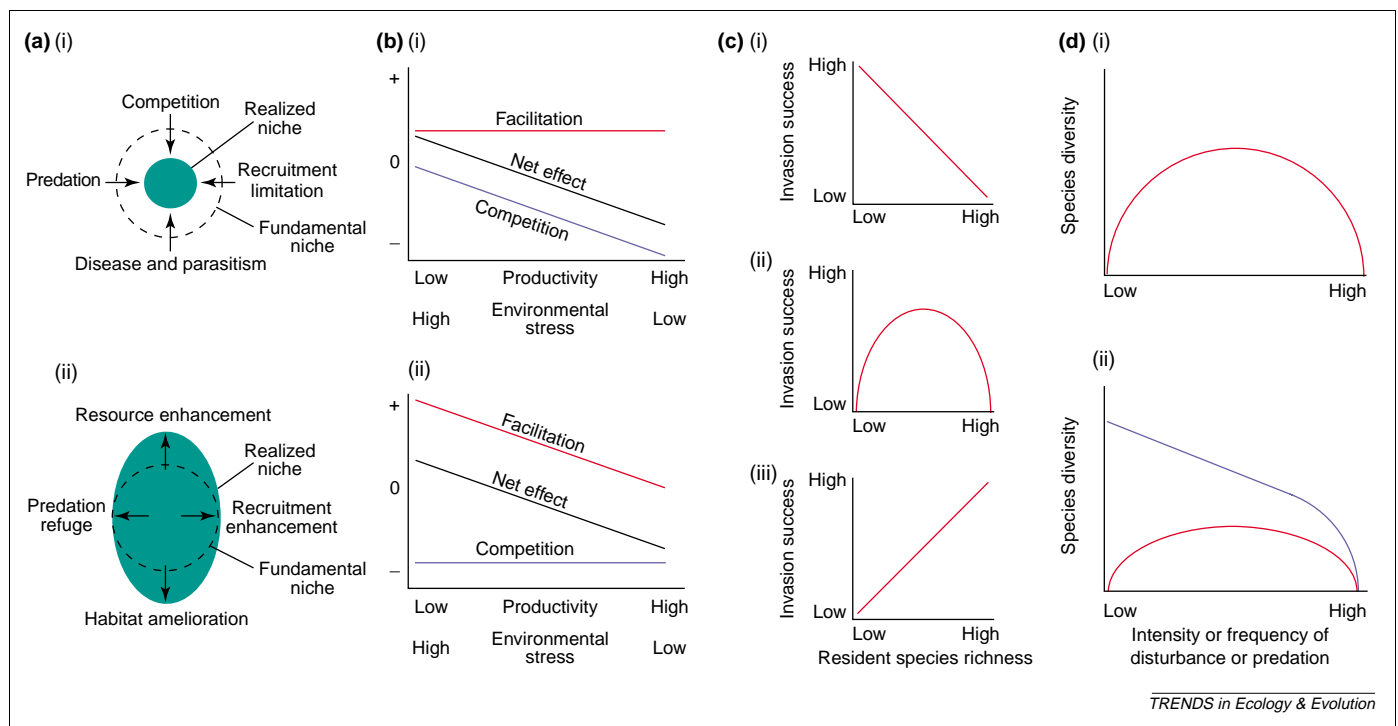 (a) (i)
Competition
Realized
niche
Predation
Recruitment
limitation
Fundamental
niche
Disease and parasitism
(ii)
Resource enhancement
Realized
niche
Predation
refuge
Recruitment
enhancement
Fundamental
niche
Habitat amelioration
(b) (i)
+
0
–
Facilitation
Net effect
Competition
Low Productivity High
High Environmental stress Low
(ii)
+
0
–
Facilitation
Net effect
Competition
Low Productivity High
High Environmental stress Low
(c) (i)
Invasion success
High
Low
Low High
(ii)
Invasion success
High
Low
Low High
(iii)
Invasion success
High
Low
Low High
Resident species richness
(d) (i)
Species diversity
Low High
(ii)
Species diversity
Low High
Intensity or frequency of
disturbance or predation
TRENDS in Ecology & Evolution